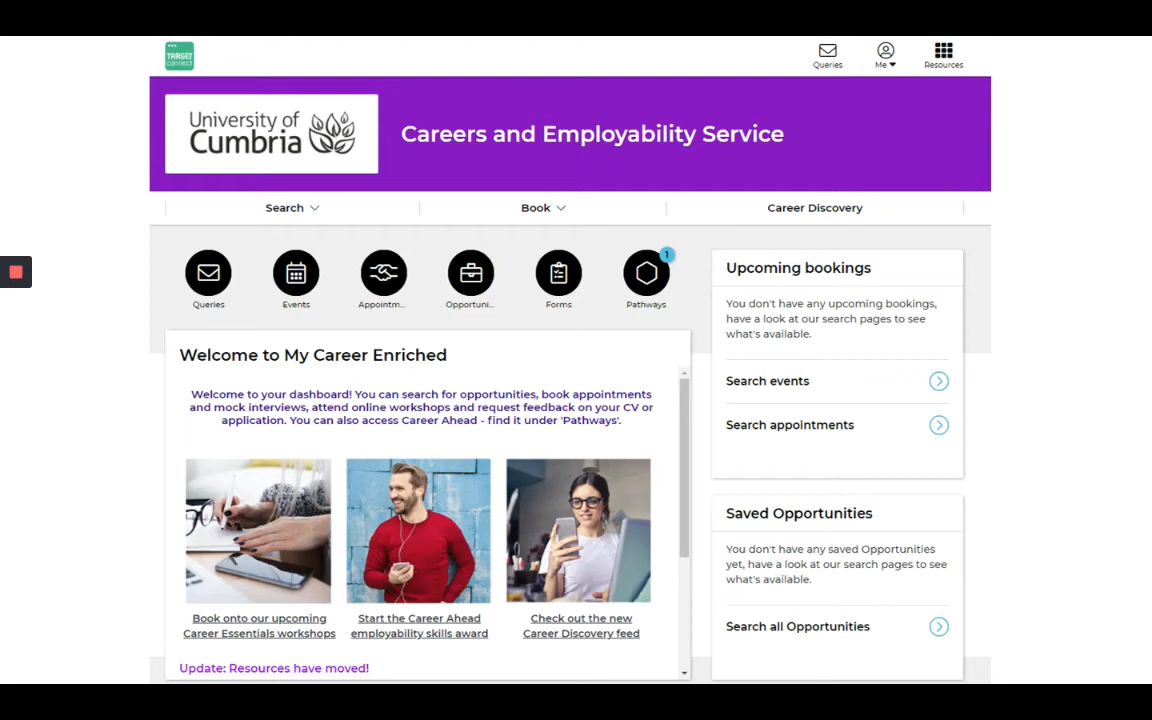 TARGET
connect
Queries
Me
Resources
University of
Cumbria
Careers and Employability Service
Search
Book
Career Discovery
Queries
Events
Appointm...
Opportuni...
Forms
Pathways
1
Welcome to My Career Enriched
Welcome to your dashboard! You can search for opportunities, book appointments
and mock interviews, attend online workshops and request feedback on your CV or
application. You can also access Career Ahead - find it under 'Pathways'.
Book onto our upcoming
Career Essentials workshops
Start the Career Ahead
employability skills award
Check out the new
Career Discovery feed
Update: Resources have moved!
Upcoming bookings
You don't have any upcoming bookings,
have a look at our search pages to see
what's available.
Search events
Search appointments
Saved Opportunities
You don't have any saved Opportunities
yet, have a look at our search pages to see
what's available.
Search all Opportunities